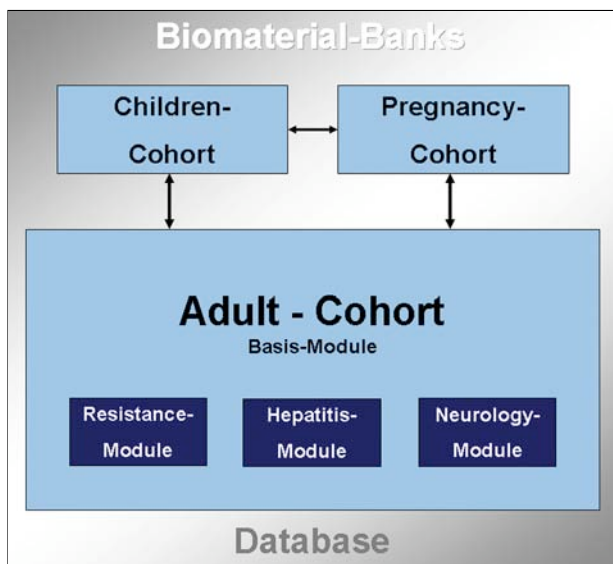 Biomaterial-Banks
Children-
Cohort
Pregnancy-
Cohort
Adult - Cohort
Basis-Module
Resistance-
Module
Hepatitis-
Module
Neurology-
Module
Database